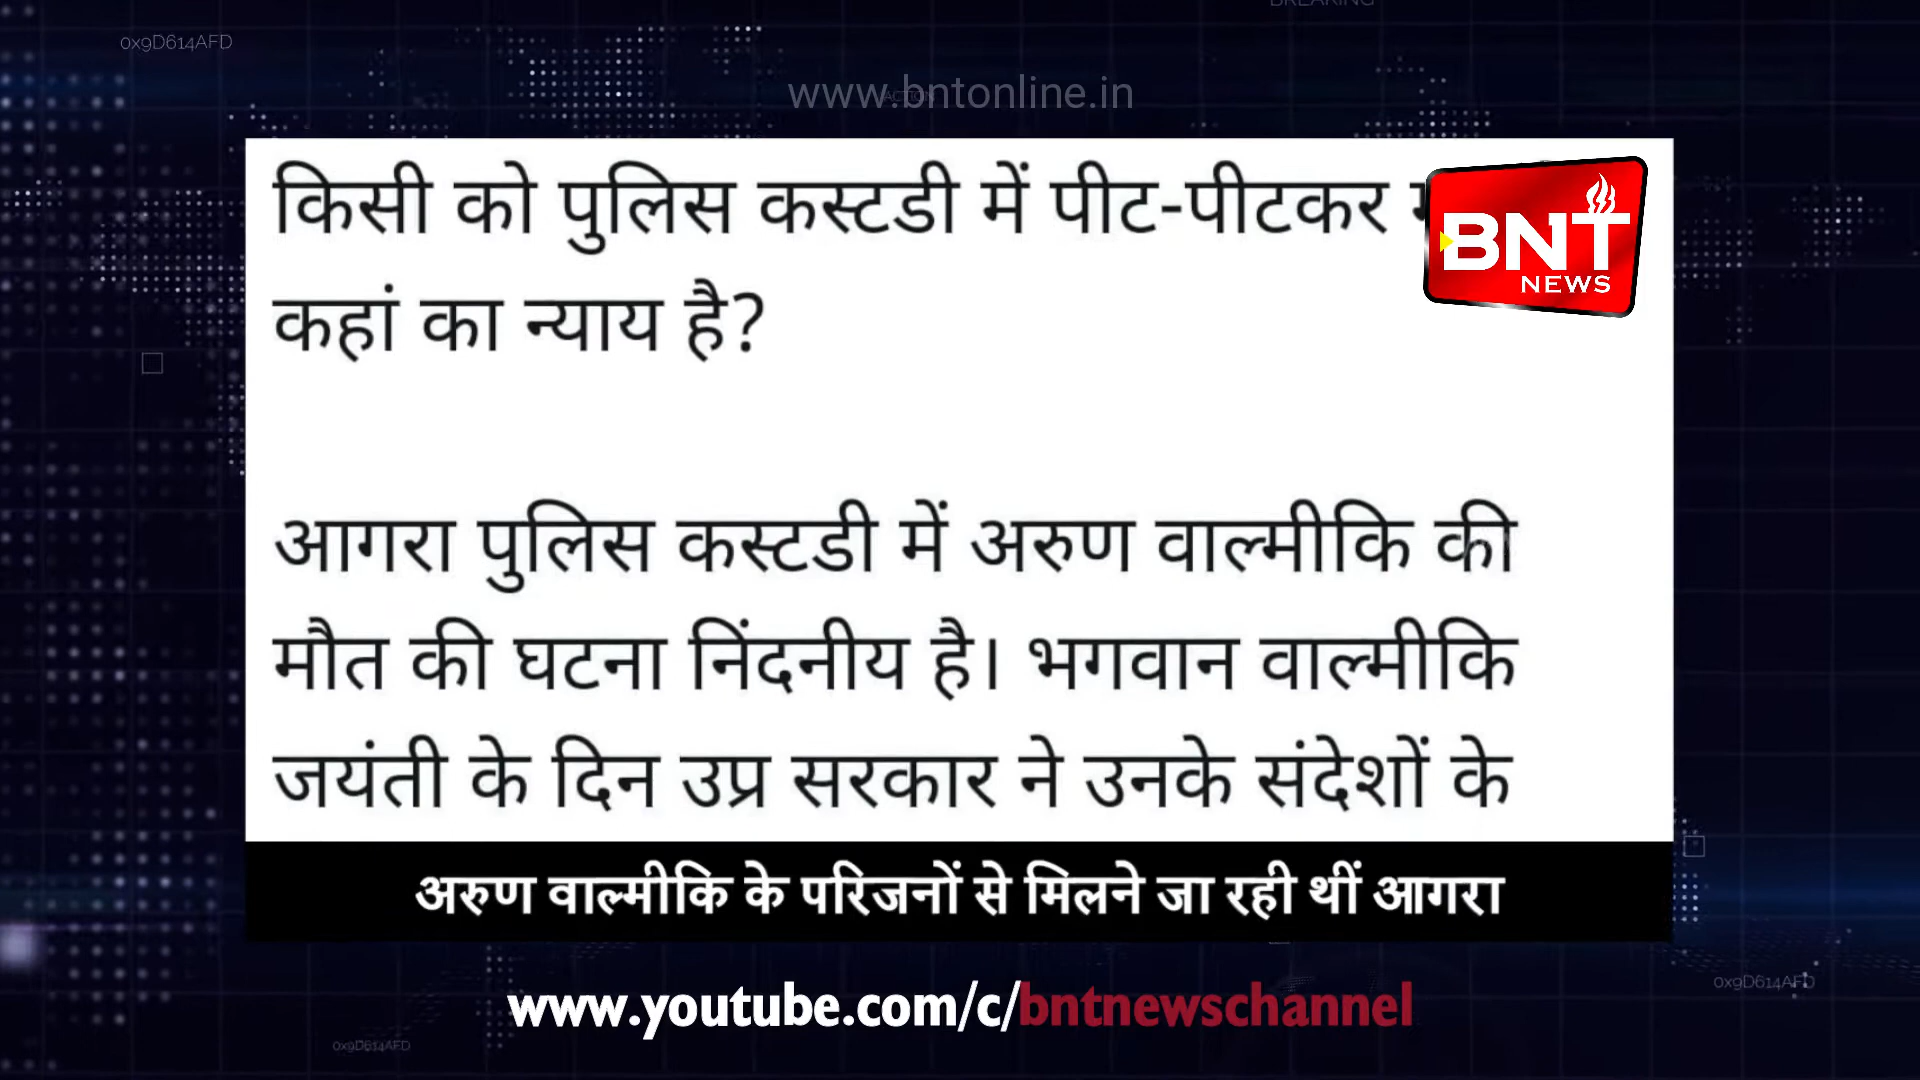 BREAKING
0x9D614AFD
www.bntonline.in
किसी को पुलिस कस्टडी में पीट-पीटकर
BNT
NEWS
कहां का न्याय है?
आगरा पुलिस कस्टडी में अरुण वाल्मीकि की
मौत की घटना निंदनीय है। भगवान वाल्मीकि
जयंती के दिन उप्र सरकार ने उनके संदेशों के
अरुण वाल्मीकि के परिजनों से मिलने जा रही थीं आगरा
0x9D614AFD
www.youtube.com/c/bntnewschannel
0x9D614AFD